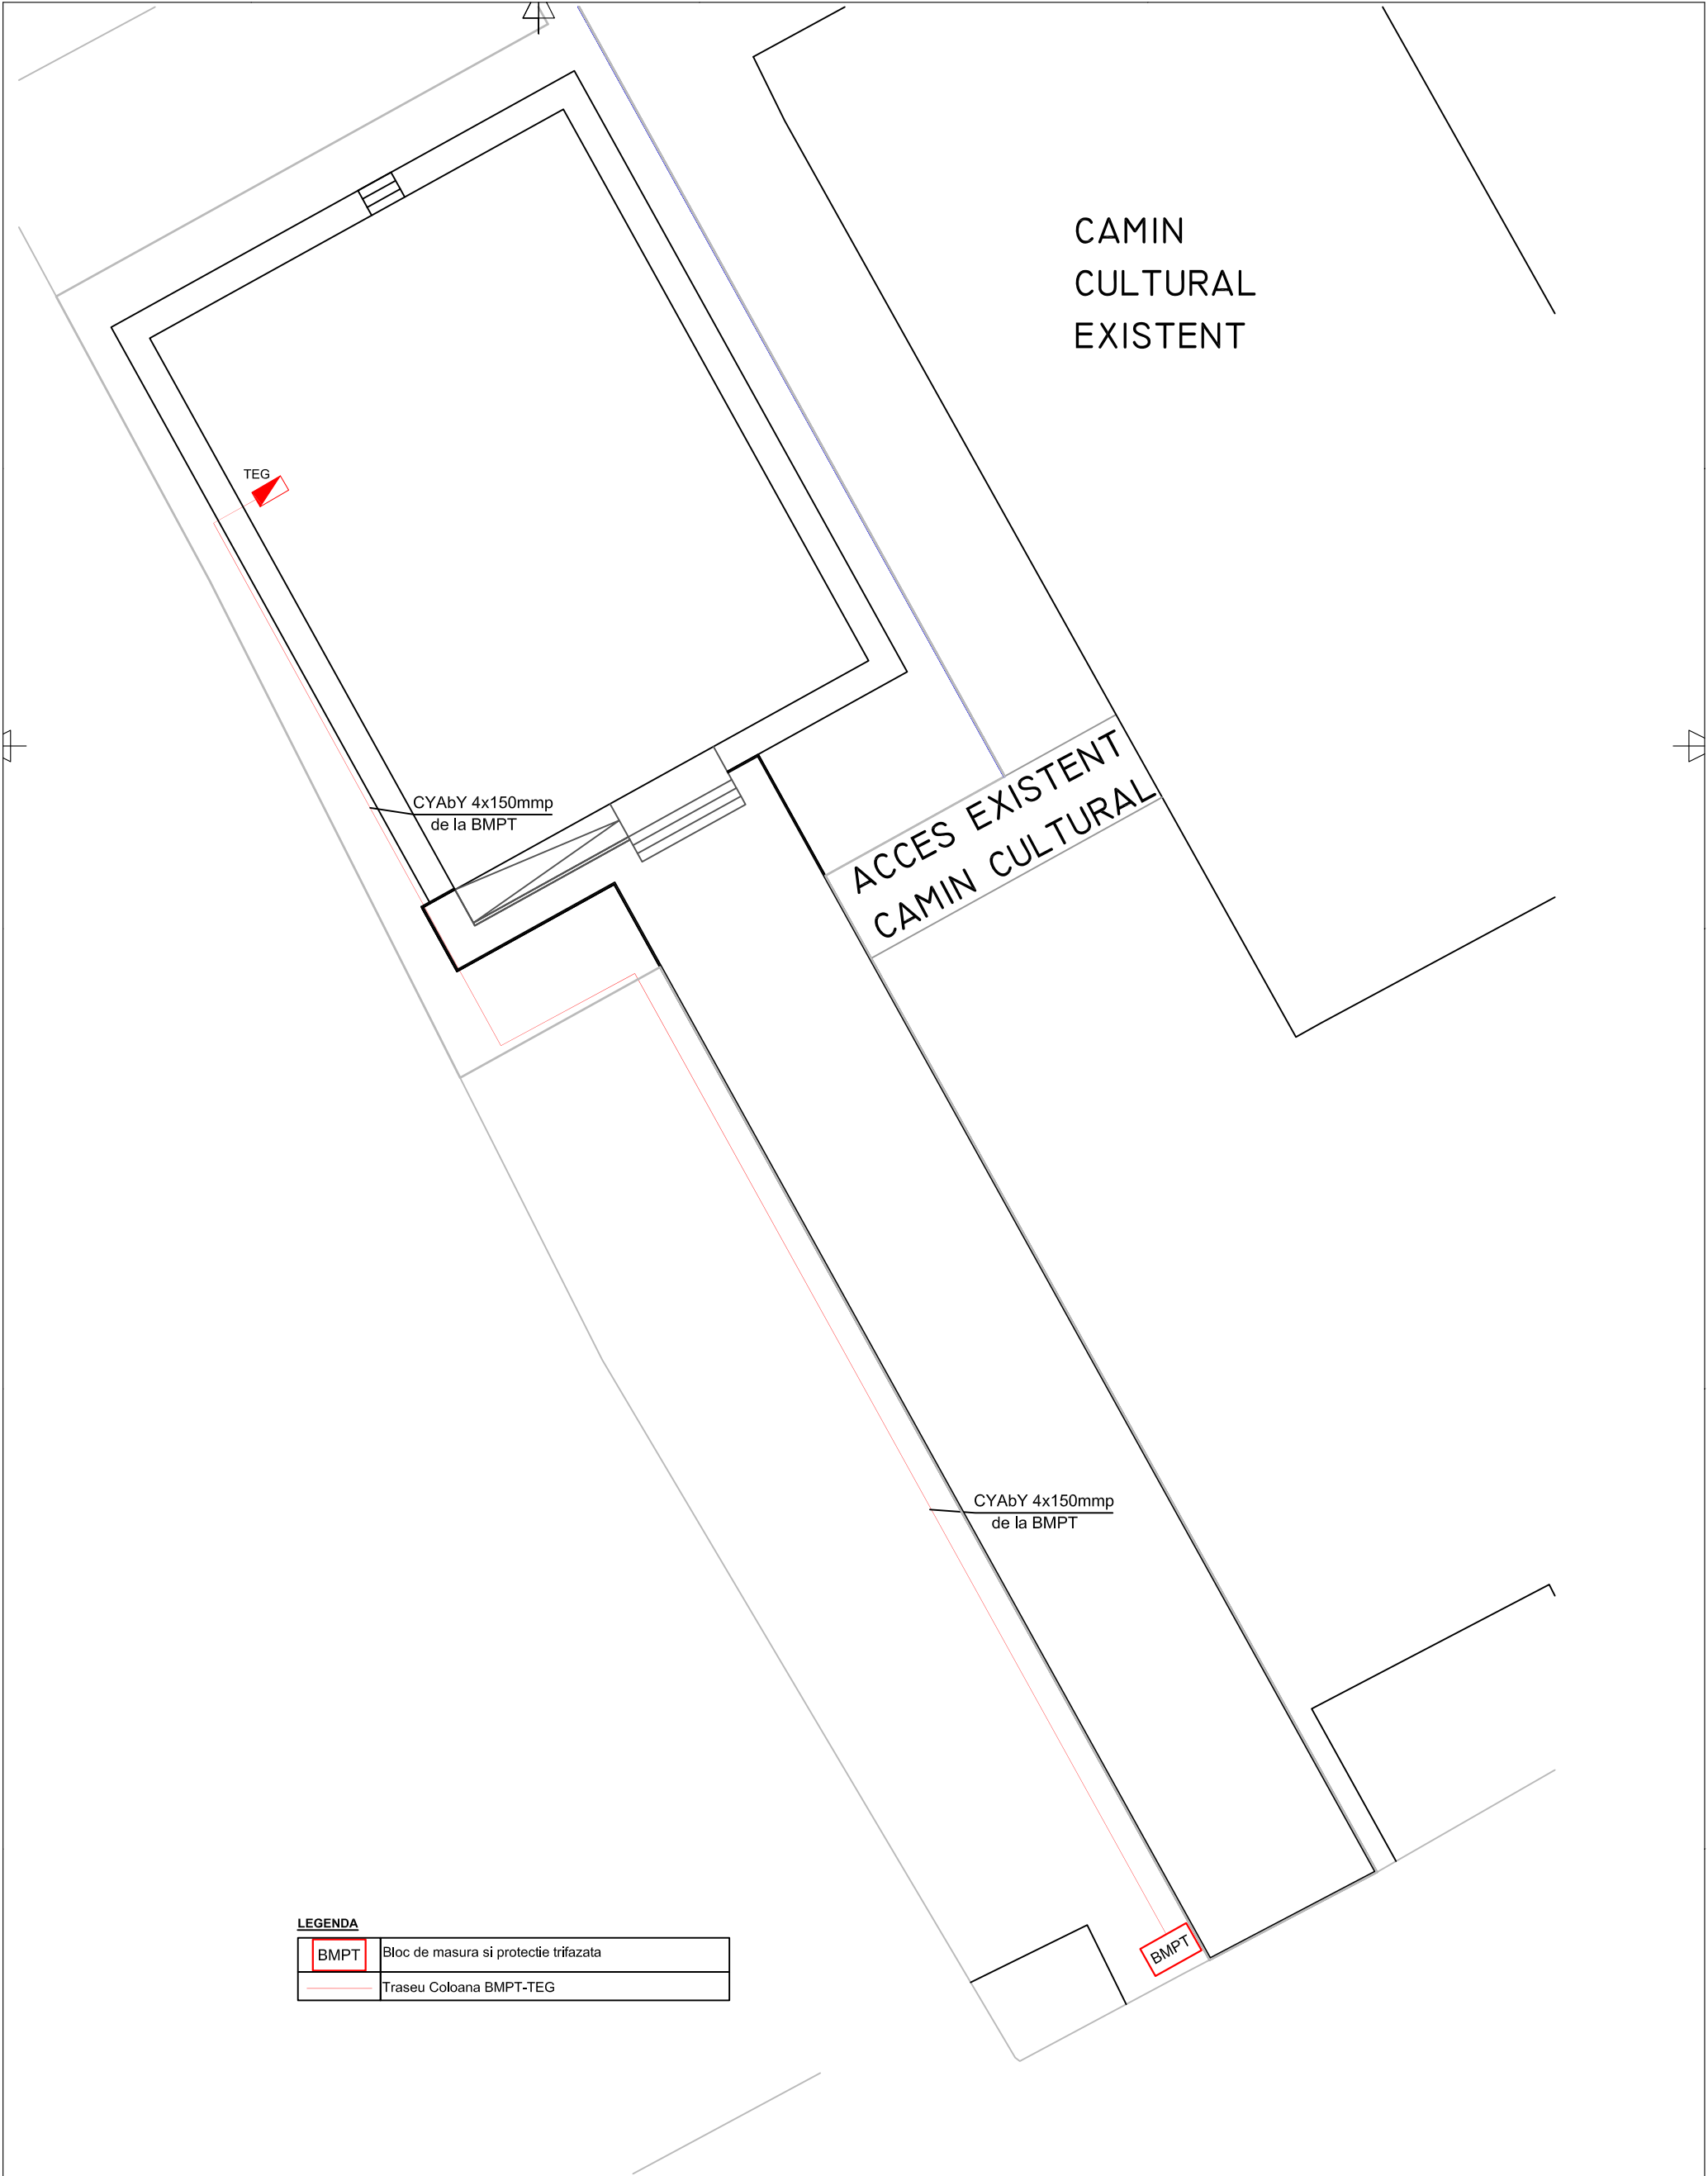 CAMIN
CULTURAL
EXISTENT
TEG
ACCES EXISTENT
CAMIN CULTURAL
CYAbY 4x150mmp
de la BMPT
CYAbY 4x150mmp
de la BMPT
BMPT
LEGENDA
BMPT Bloc de masura si protectie trifazata
Traseu Coloana BMPT-TEG